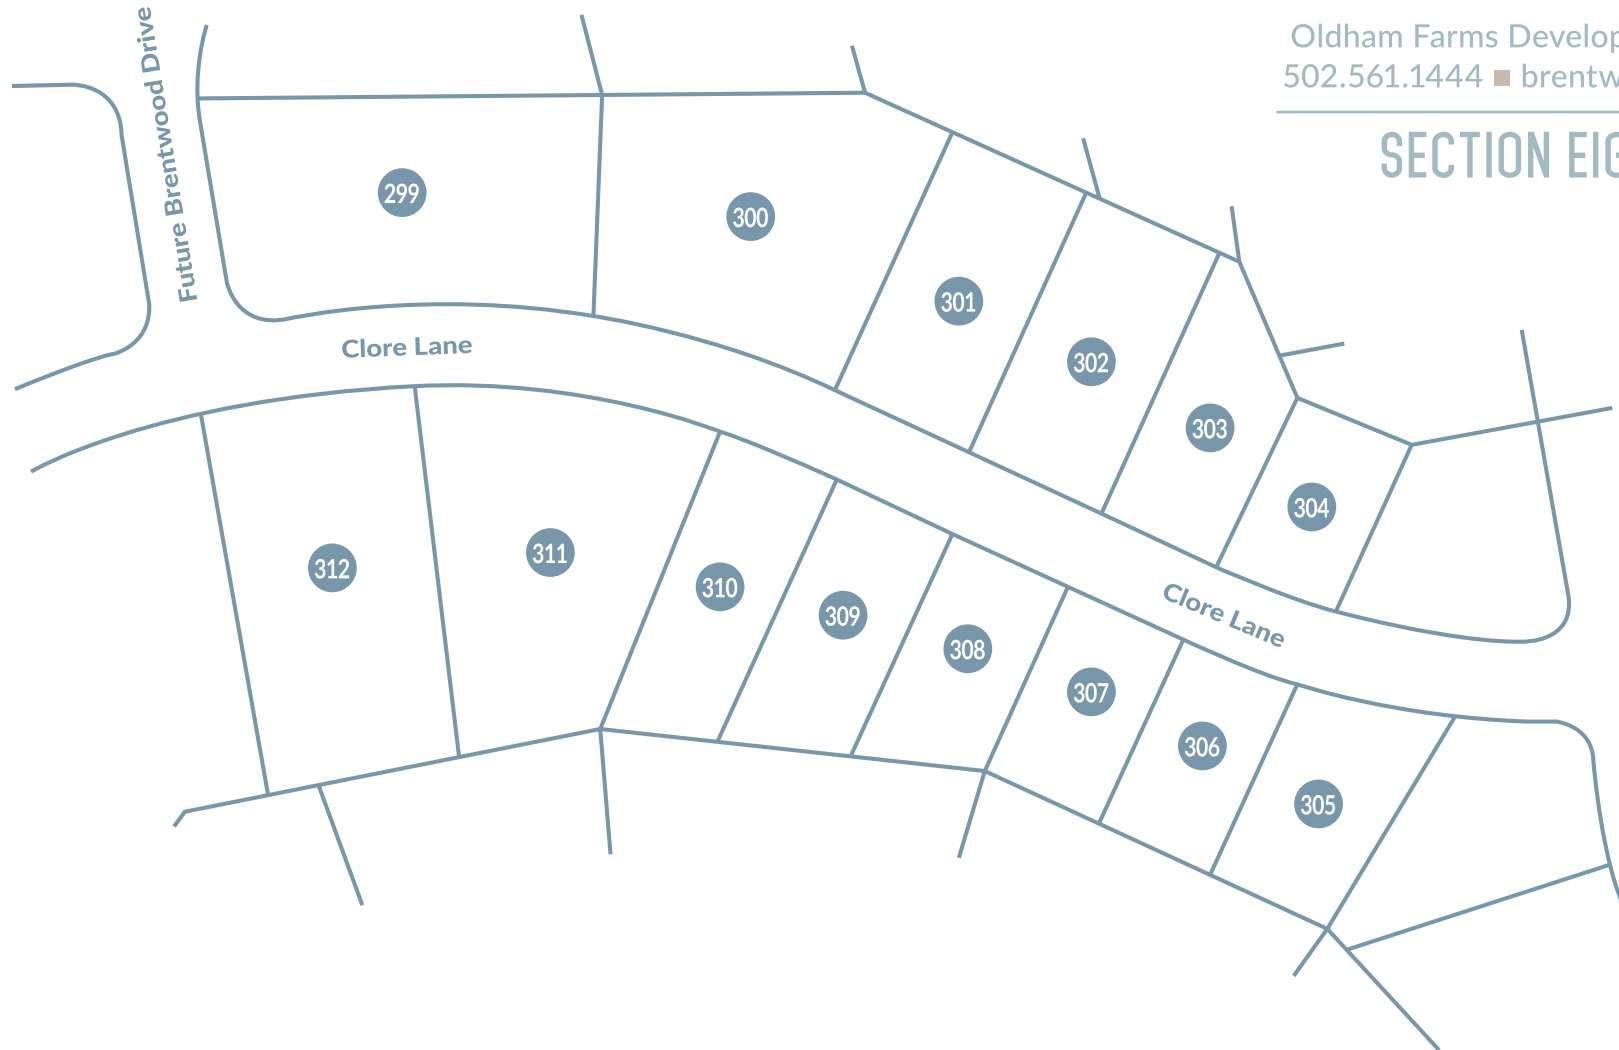 Oldham Farms Develop
502.561.1444 ■ brentw
SECTION EIG
Future Brentwood Drive
299
300
301
302
303
304
Clore Lane
Clore Lane
312
311
310
309
308
307
306
305